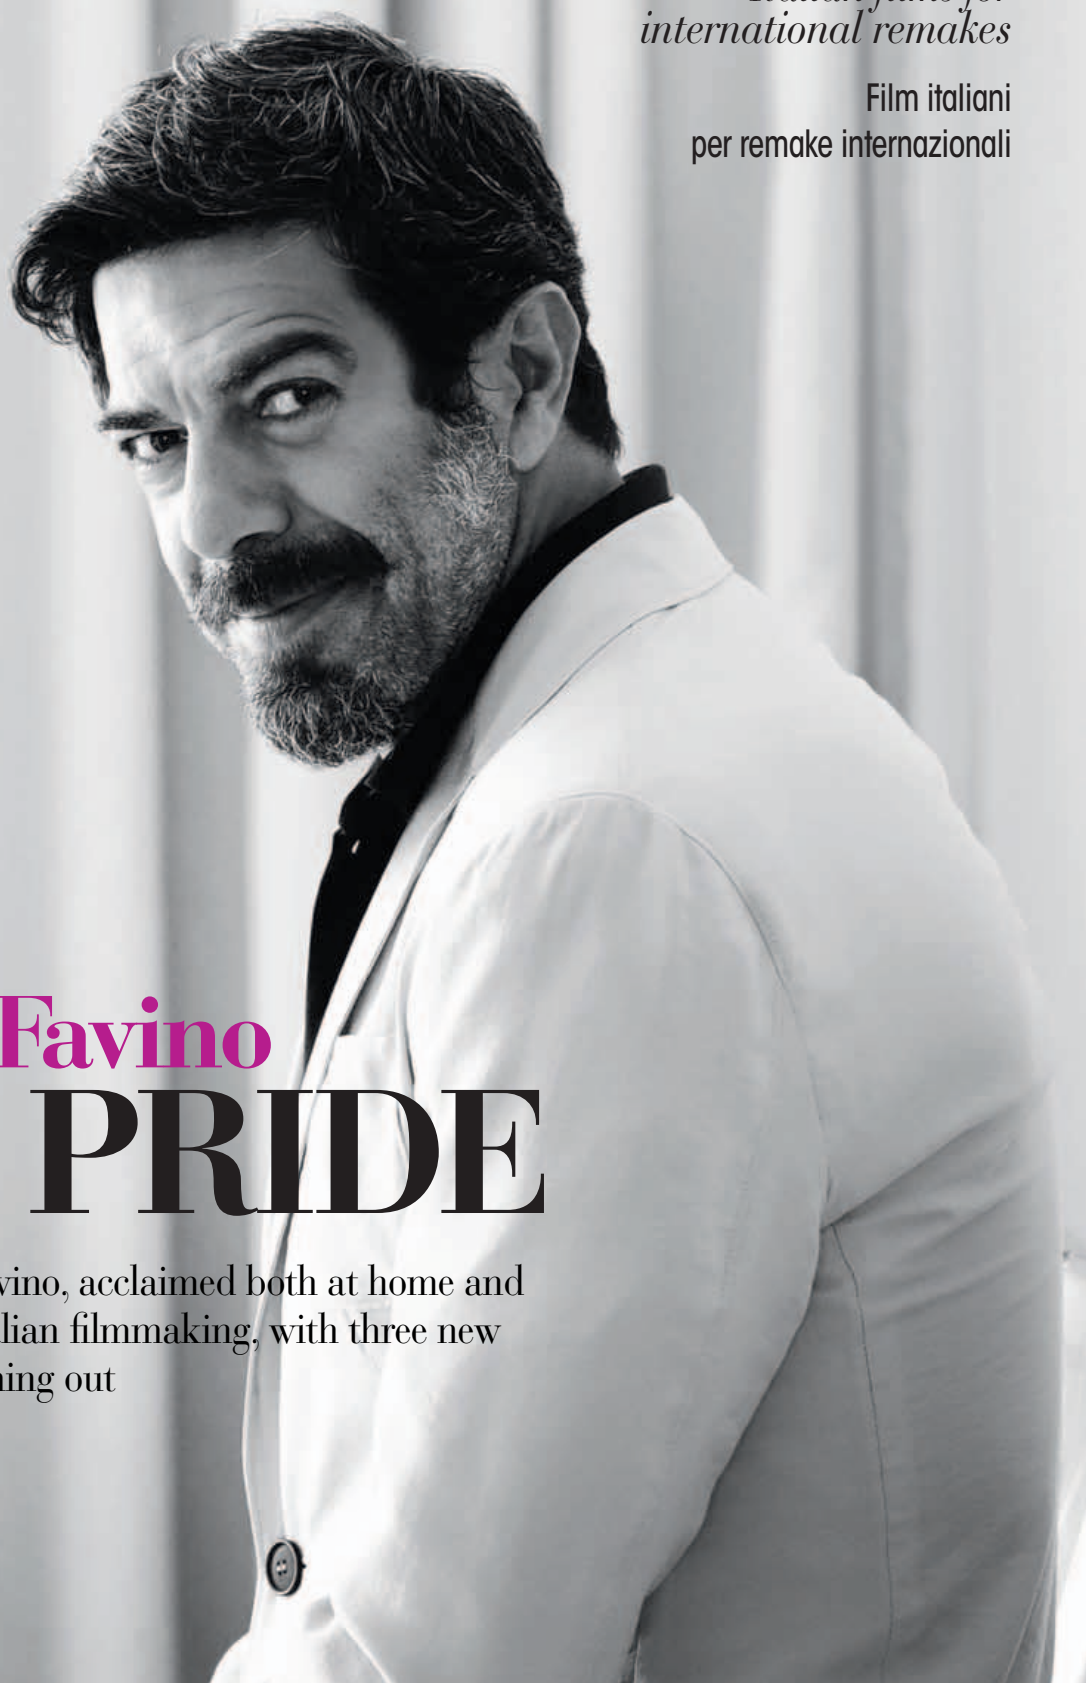 international remakes
Film italiani
per remake internazionali
Favino
PRIDE
vino, acclaimed both at home and
lian filmmaking, with three new
ing out